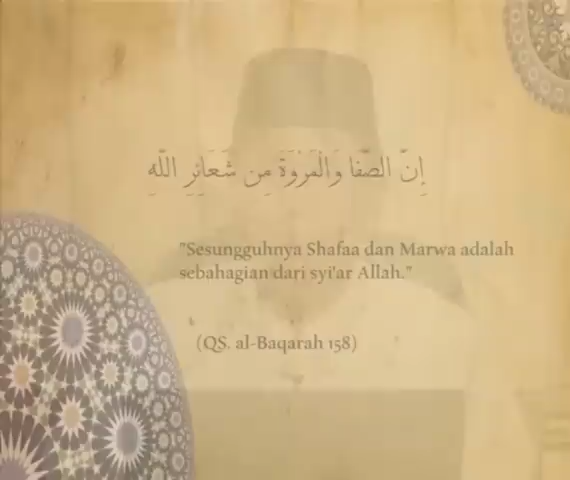 إِنَّ الصَّفَا وَالْمَرْوَةَ مِن شَعَائِرِ اللَّهِ
"Sesungguhnya Shafaa dan Marwa adalah
sebahagian dari syi'ar Allah."
(QS. al-Baqarah 158)